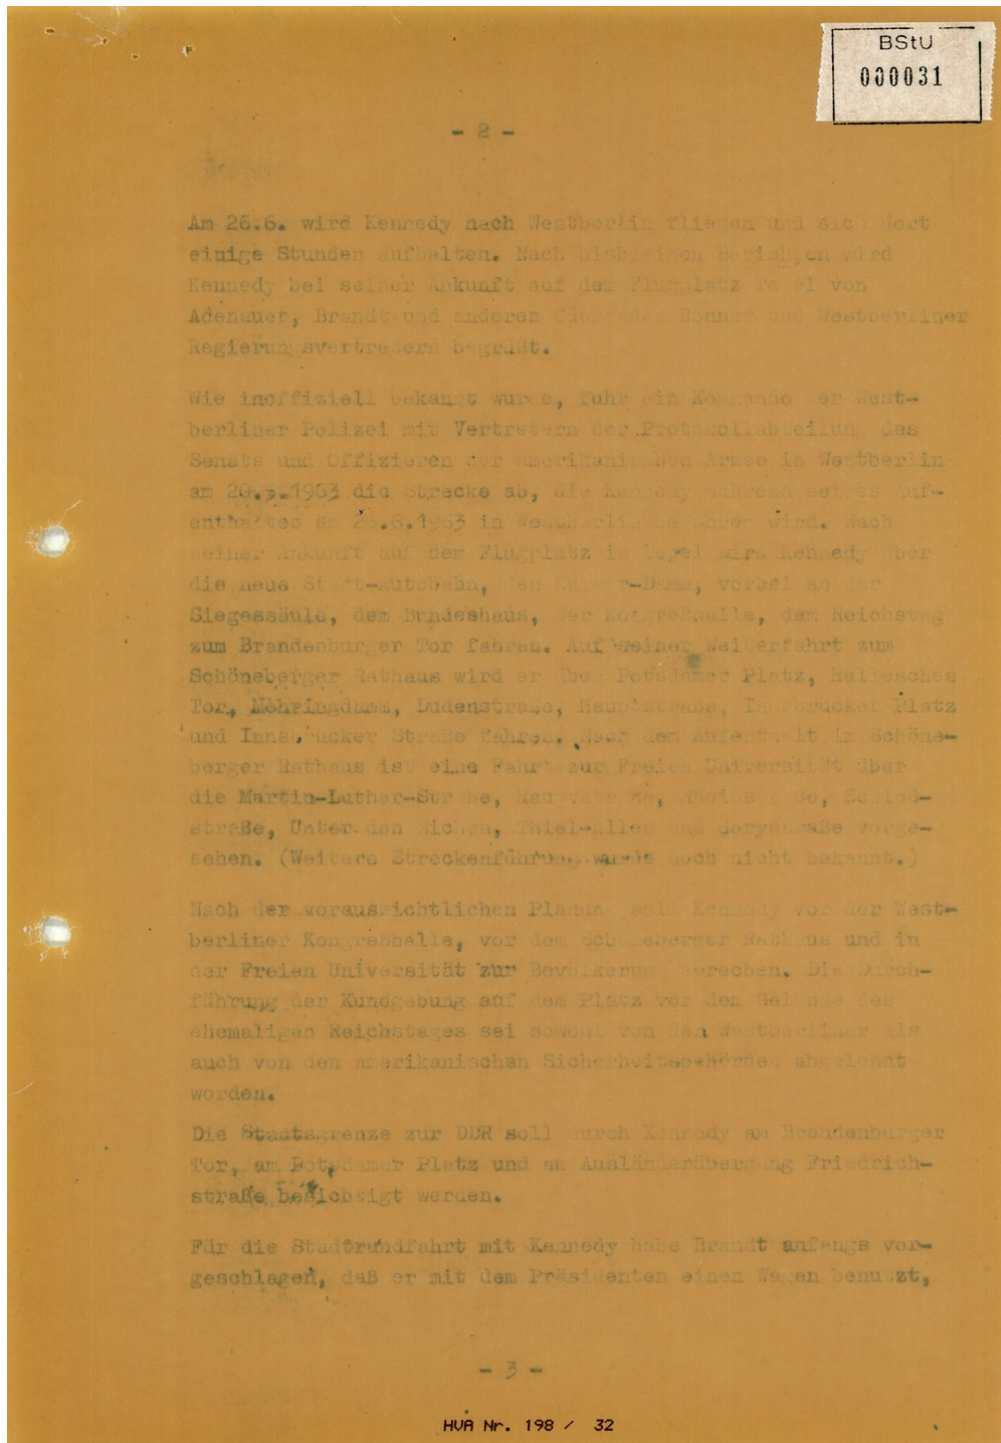 BStU
000031
- 2 -
Am 26.6. wird Kennedy nach Westberlin fliegen und sich dort
einige Stunden aufhalten. Nach bisherigen Berichten wird
Kennedy bei seiner Ankunft auf dem Flugplatz Tegel von
Adenauer, Brandt und anderen führenden Bonner und Westberliner
Regierungsvertretern begrüßt.
Wie inoffiziell bekannt wurde, fuhr ein Kommando der West-
berliner Polizei mit Vertretern der Protokollabteilung des
Senats und Offizieren der amerikanischen Armee in Westberlin
am 20.5.1963 die Strecke ab, die Kennedy während seines Auf-
enthaltes am 26.6.1963 in Westberlin fahren wird. Nach
seiner Ankunft auf dem Flugplatz in Tegel wird Kennedy über
die neue Stadt-Autobahn, den Kaiser-Damm, vorbei an der
Siegessäule, dem Bundeshaus, der Kongreßhalle, dem Reichstag
zum Brandenburger Tor fahren. Auf seiner Weiterfahrt zum
Schöneberger Rathaus wird er über Potsdamer Platz, Hallesches
Tor, Mehringdamm, Dudenstraße, Hauptstraße, Innsbrucker Platz
und Innsbrucker Straße fahren. Nach dem Aufenthalt im Schöne-
berger Rathaus ist eine Fahrt zur Freien Universität über
die Martin-Luther-Straße, Hauptstraße, Rheinstraße, Schloß-
straße, Unter den Eichen, Thiel-Allee und Garystraße vorge-
sehen. (Weitere Streckenführung wurde noch nicht bekannt.)
Nach der voraussichtlichen Planung soll Kennedy vor der West-
berliner Kongreßhalle, vor dem Schöneberger Rathaus und in
der Freien Universität zur Bevölkerung sprechen. Die Durch-
führung der Kundgebung auf dem Platz vor dem Gelände des
ehemaligen Reichstages sei sowohl von den Westberliner als
auch von den amerikanischen Sicherheitsbehörden abgelehnt
worden.
Die Staatsgrenze zur DDR soll durch Kennedy am Brandenburger
Tor, am Potsdamer Platz und am Ausländerübergang Friedrich-
straße besichtigt werden.
Für die Stadtrundfahrt mit Kennedy habe Brandt anfangs vor-
geschlagen, daß er mit dem Präsidenten einen Wagen benutzt,
- 3 -
HVA Nr. 198 / 32